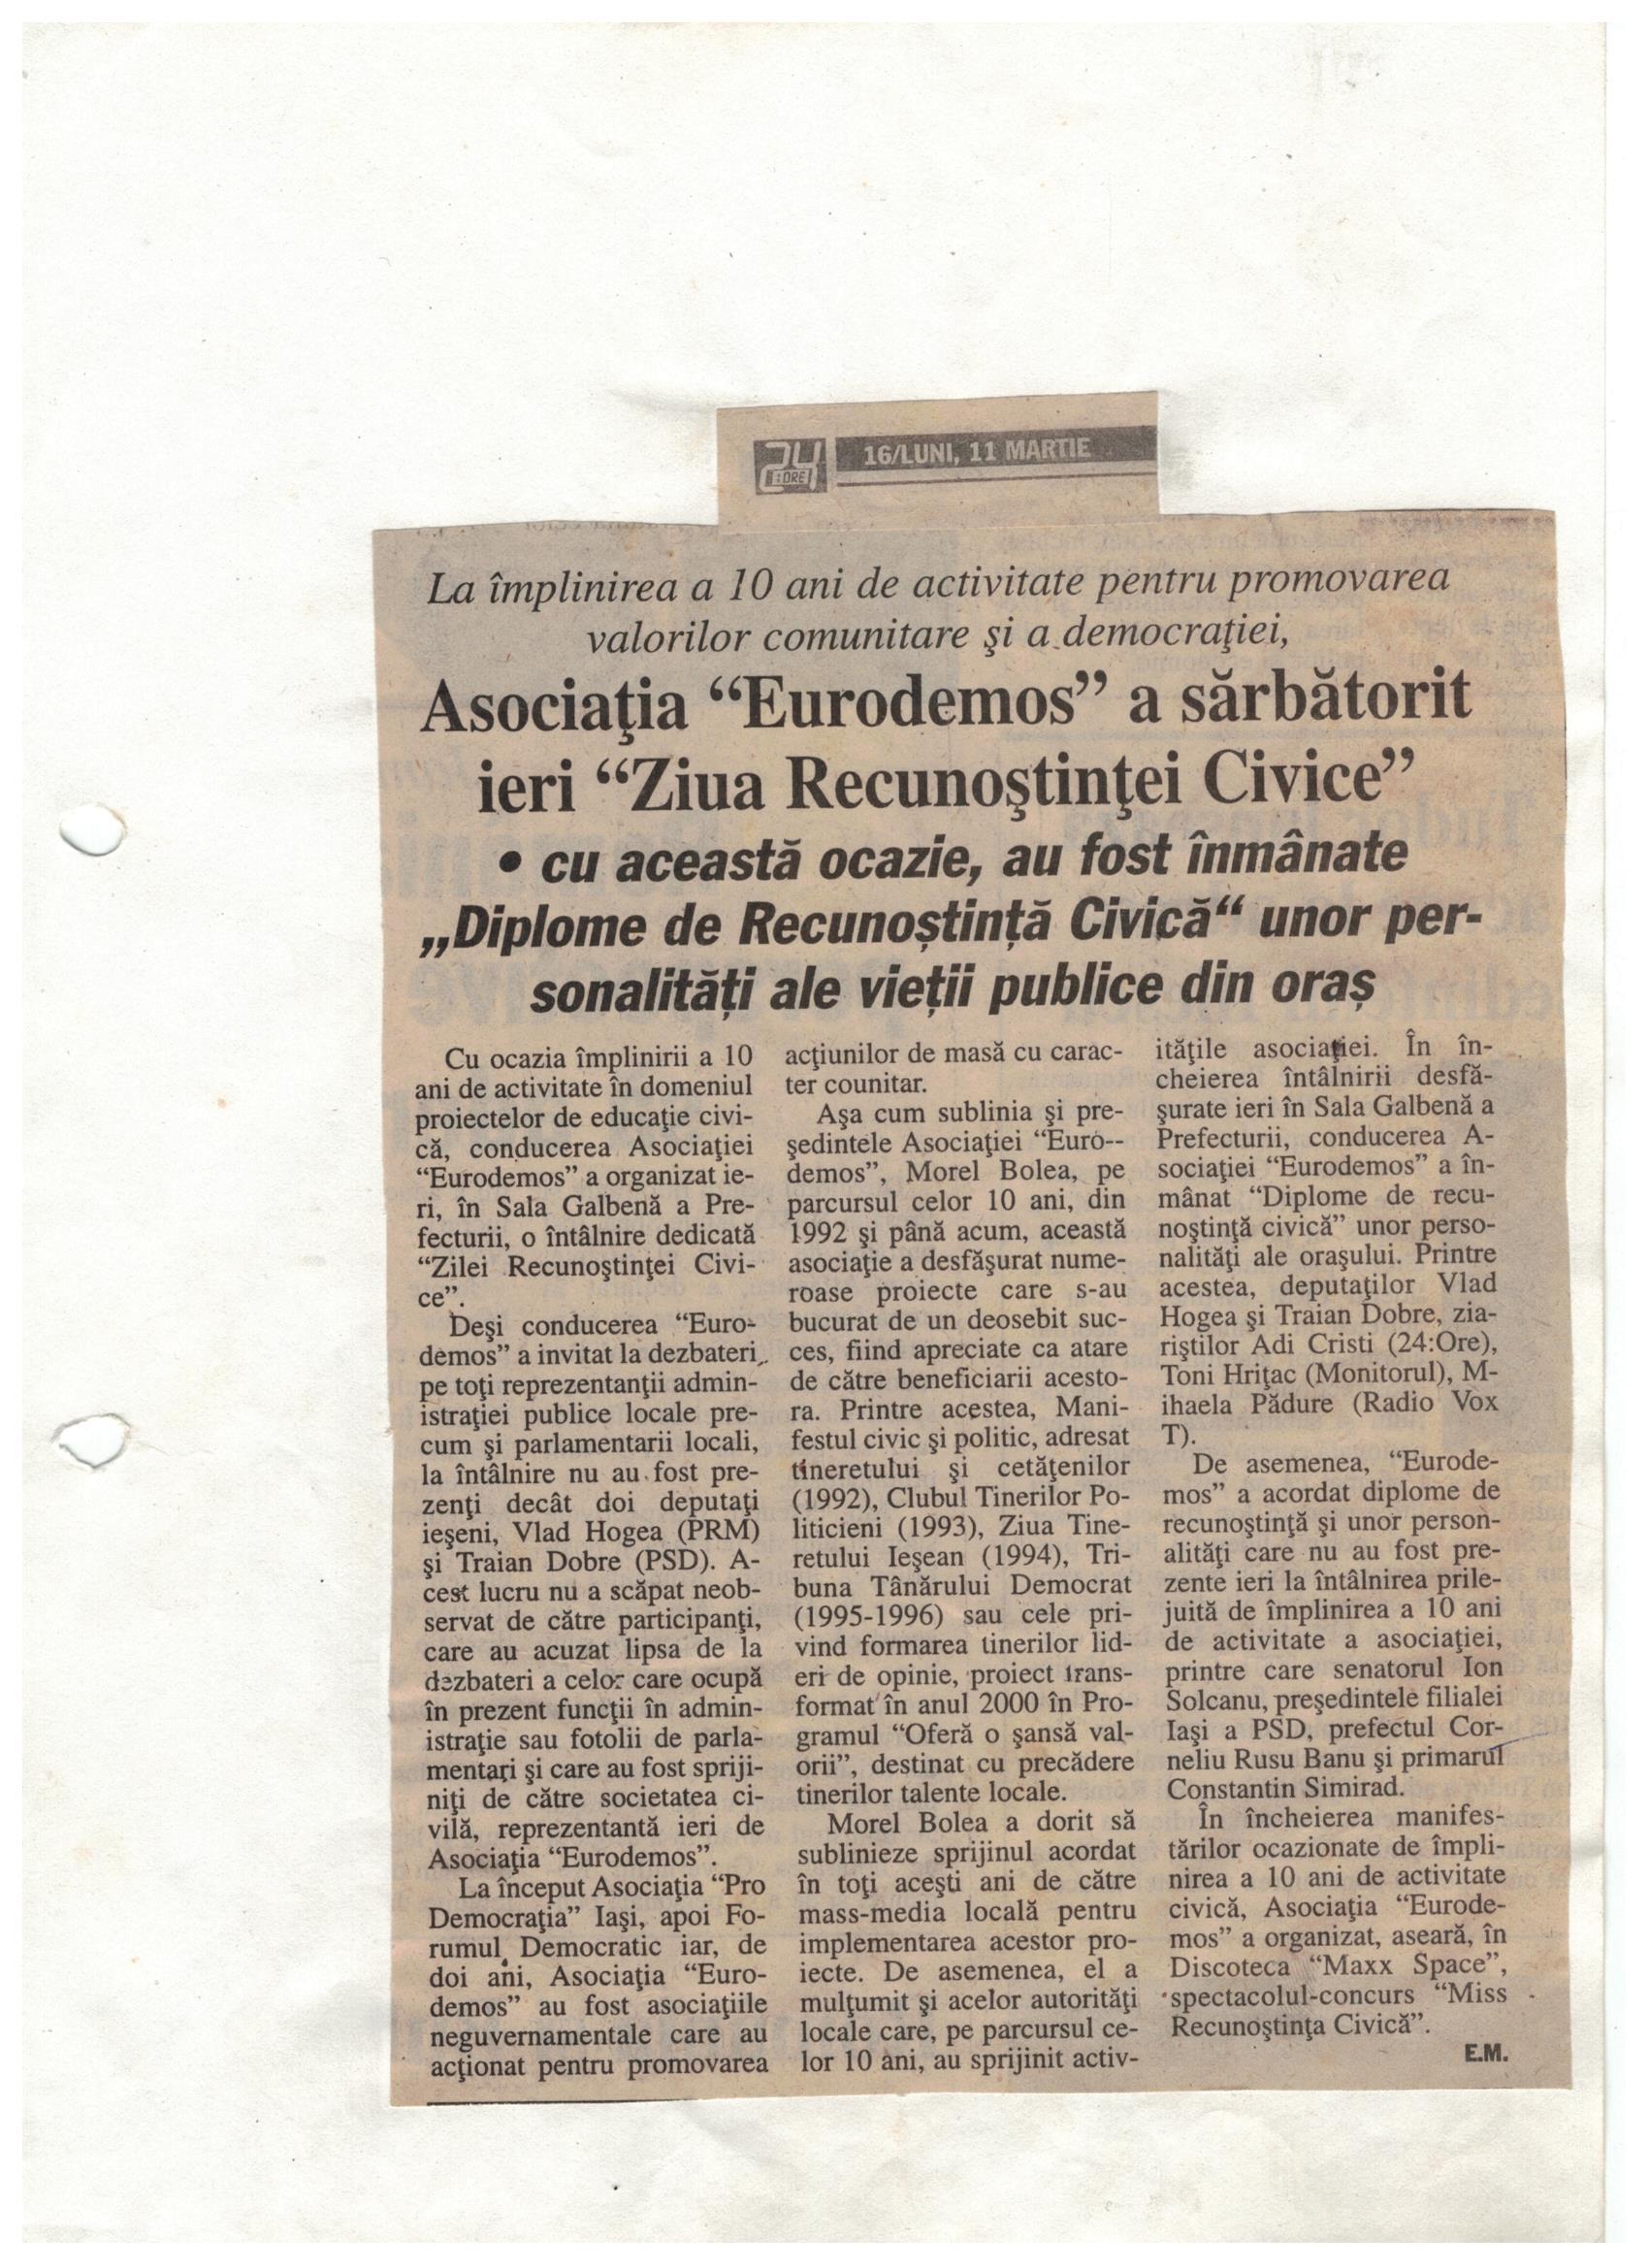 24:ORE
16/LUNI, 11 MARTIE
La împlinirea a 10 ani de activitate pentru promovarea
valorilor comunitare şi a democraţiei,
Asociaţia “Eurodemos” a sărbătorit
ieri “Ziua Recunoştinţei Civice”
• cu această ocazie, au fost înmânate
„Diplome de Recunoştinţă Civică“ unor per-
sonalităţi ale vieţii publice din oraş
Cu ocazia împlinirii a 10
ani de activitate în domeniul
proiectelor de educaţie civi-
că, conducerea Asociaţiei
“Eurodemos” a organizat ie-
ri, în Sala Galbenă a Pre-
fecturii, o întâlnire dedicată
“Zilei Recunoştinţei Civi-
ce”.
Deşi conducerea “Euro-
demos” a invitat la dezbateri
pe toţi reprezentanţii admin-
istraţiei publice locale pre-
cum şi parlamentarii locali,
la întâlnire nu au fost pre-
zenţi decât doi deputaţi
ieşeni, Vlad Hogea (PRM)
şi Traian Dobre (PSD). A-
cest lucru nu a scăpat neob-
servat de către participanţi,
care au acuzat lipsa de la
dezbateri a celor care ocupă
în prezent funcţii în admin-
istraţie sau fotolii de parla-
mentari şi care au fost spriji-
niţi de către societatea ci-
vilă, reprezentantă ieri de
Asociaţia “Eurodemos”.
La început Asociaţia “Pro
Democraţia” Iaşi, apoi Fo-
rumul Democratic iar, de
doi ani, Asociaţia “Euro-
demos” au fost asociaţiile
neguvernamentale care au
acţionat pentru promovarea
acţiunilor de masă cu carac-
ter counitar.
Aşa cum sublinia şi pre-
şedintele Asociaţiei “Euro--
demos”, Morel Bolea, pe
parcursul celor 10 ani, din
1992 şi până acum, această
asociaţie a desfăşurat nume-
roase proiecte care s-au
bucurat de un deosebit suc-
ces, fiind apreciate ca atare
de către beneficiarii acesto-
ra. Printre acestea, Mani-
festul civic şi politic, adresat
tineretului şi cetăţenilor
(1992), Clubul Tinerilor Po-
liticieni (1993), Ziua Tine-
retului Ieşean (1994), Tri-
buna Tânărului Democrat
(1995-1996) sau cele pri-
vind formarea tinerilor lid-
eri de opinie, proiect trans-
format în anul 2000 în Pro-
gramul “Oferă o şansă val-
orii”, destinat cu precădere
tinerilor talente locale.
Morel Bolea a dorit să
sublinieze sprijinul acordat
în toţi aceşti ani de către
mass-media locală pentru
implementarea acestor pro-
iecte. De asemenea, el a
mulţumit şi acelor autorităţi
locale care, pe parcursul ce-
lor 10 ani, au sprijinit activ-
ităţile asociaţiei. În în-
cheierea întâlnirii desfă-
şurate ieri în Sala Galbenă a
Prefecturii, conducerea A-
sociaţiei “Eurodemos” a în-
mânat “Diplome de recu-
noştinţă civică” unor perso-
nalităţi ale oraşului. Printre
acestea, deputaţilor Vlad
Hogea şi Traian Dobre, zia-
riştilor Adi Cristi (24:Ore),
Toni Hriţac (Monitorul), M-
ihaela Pădure (Radio Vox
T).
De asemenea, “Eurode-
mos” a acordat diplome de
recunoştinţă şi unor person-
alităţi care nu au fost pre-
zente ieri la întâlnirea prile-
juită de împlinirea a 10 ani
de activitate a asociaţiei,
printre care senatorul Ion
Solcanu, preşedintele filialei
Iaşi a PSD, prefectul Cor-
neliu Rusu Banu şi primarul
Constantin Simirad.
În încheierea manifes-
tărilor ocazionate de împli-
nirea a 10 ani de activitate
civică, Asociaţia “Eurode-
mos” a organizat, aseară, în
Discoteca “Maxx Space”,
spectacolul-concurs “Miss
Recunoştinţa Civică”.
E.M.